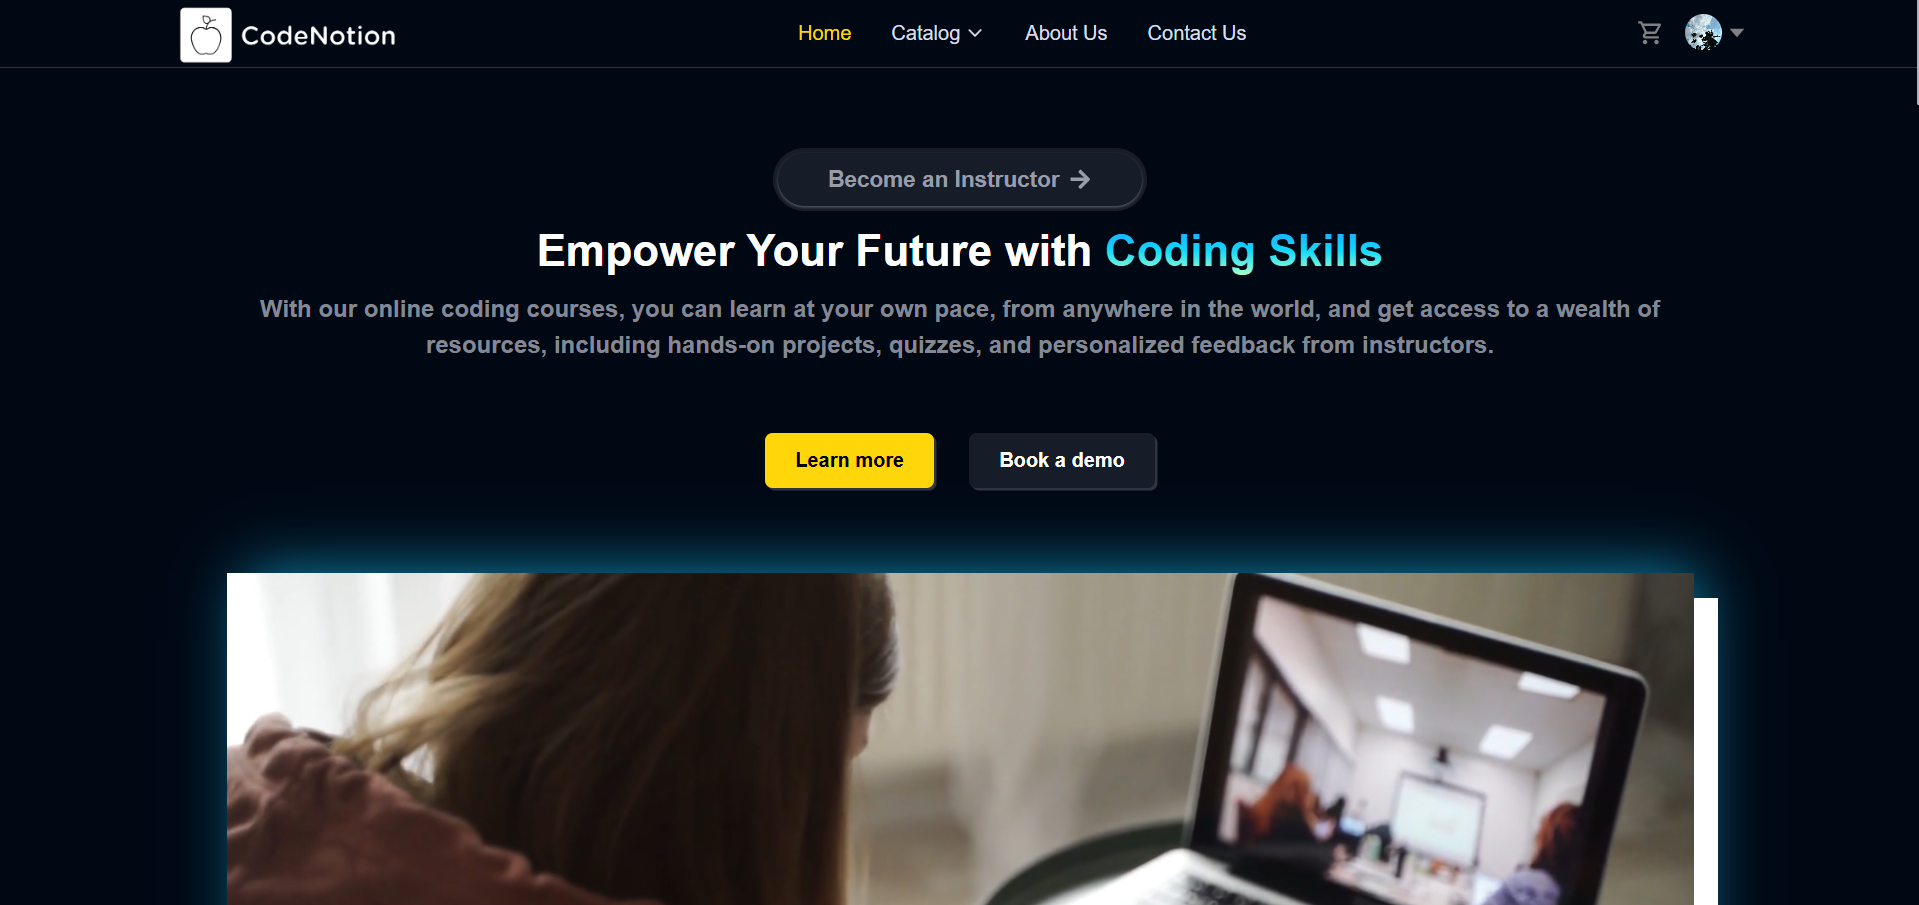 CodeNotion
Home
Catalog
About Us
Contact Us
Become an Instructor
Empower Your Future with Coding Skills
With our online coding courses, you can learn at your own pace, from anywhere in the world, and get access to a wealth of
resources, including hands-on projects, quizzes, and personalized feedback from instructors.
Learn more
Book a demo